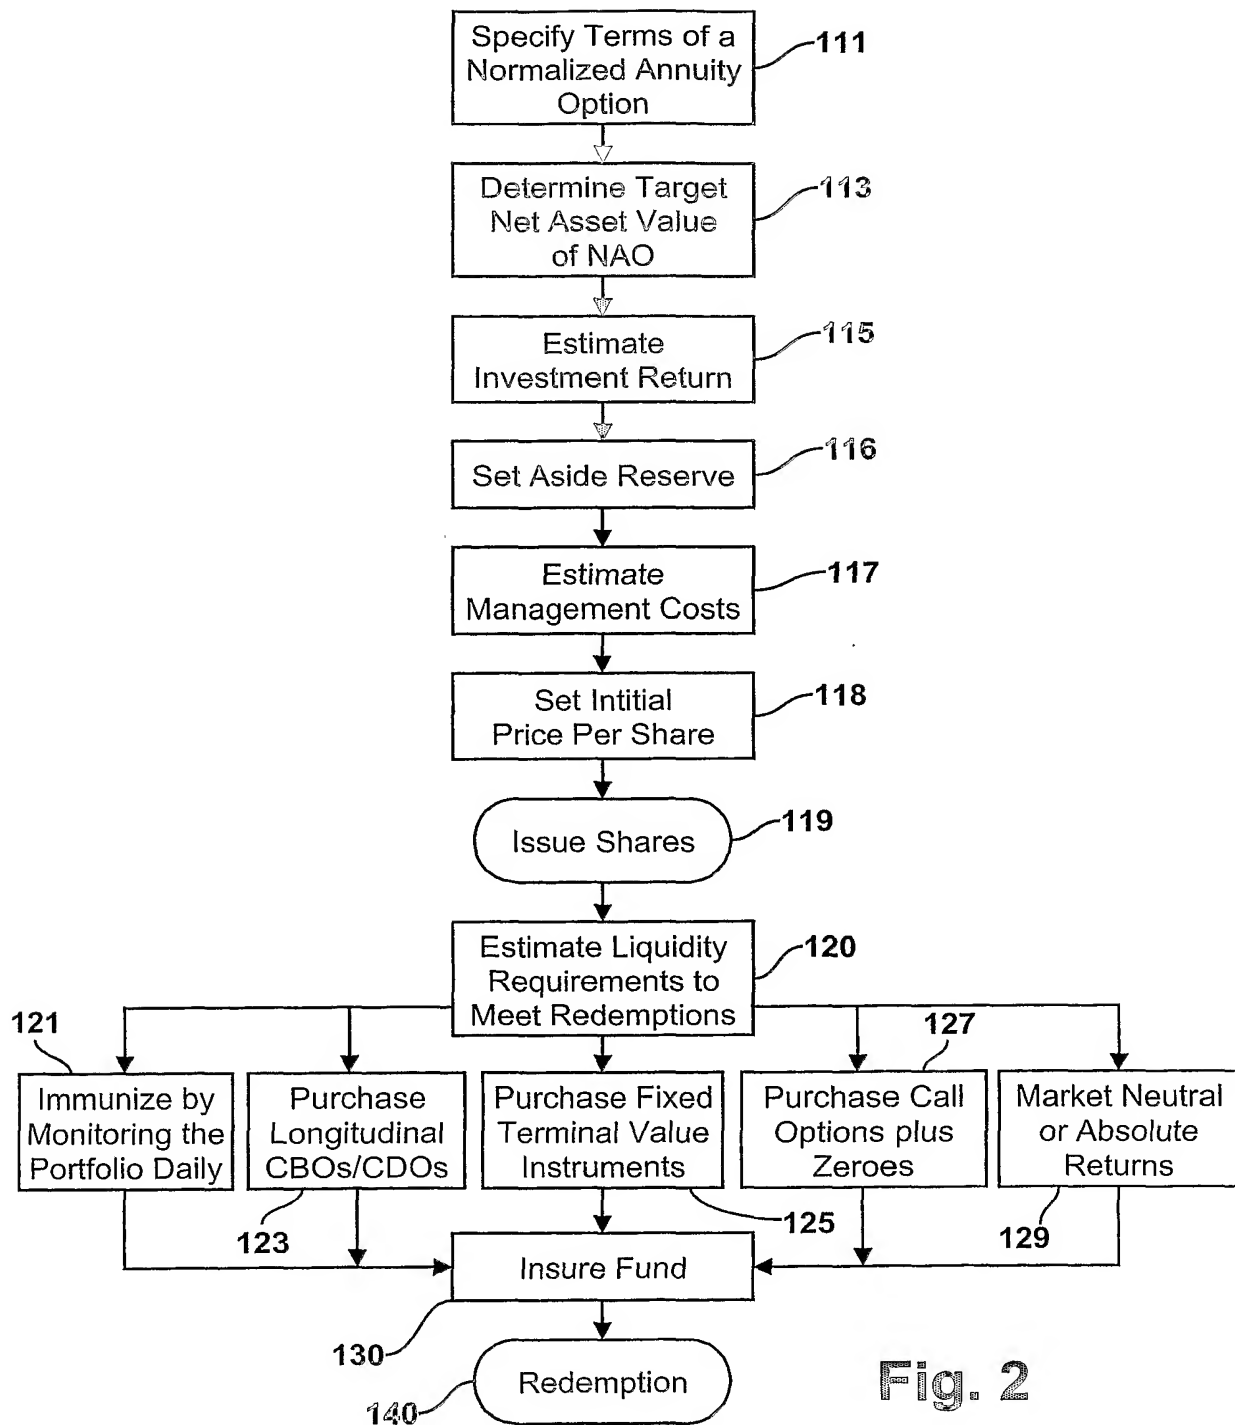 Specify Terms of a
Normalized Annuity
Option
111
Determine Target
Net Asset Value
of NAO
113
Estimate
Investment Return
115
Set Aside Reserve
116
Estimate
Management Costs
117
Set Intitial
Price Per Share
118
Issue Shares
119
Estimate Liquidity
Requirements to
Meet Redemptions
120
121
Immunize by
Monitoring the
Portfolio Daily
Purchase
Longitudinal
CBOs/CDOs
123
Purchase Fixed
Terminal Value
Instruments
125
127
Purchase Call
Options plus
Zeroes
Market Neutral
or Absolute
Returns
129
Insure Fund
130
Redemption
140
Fig. 2